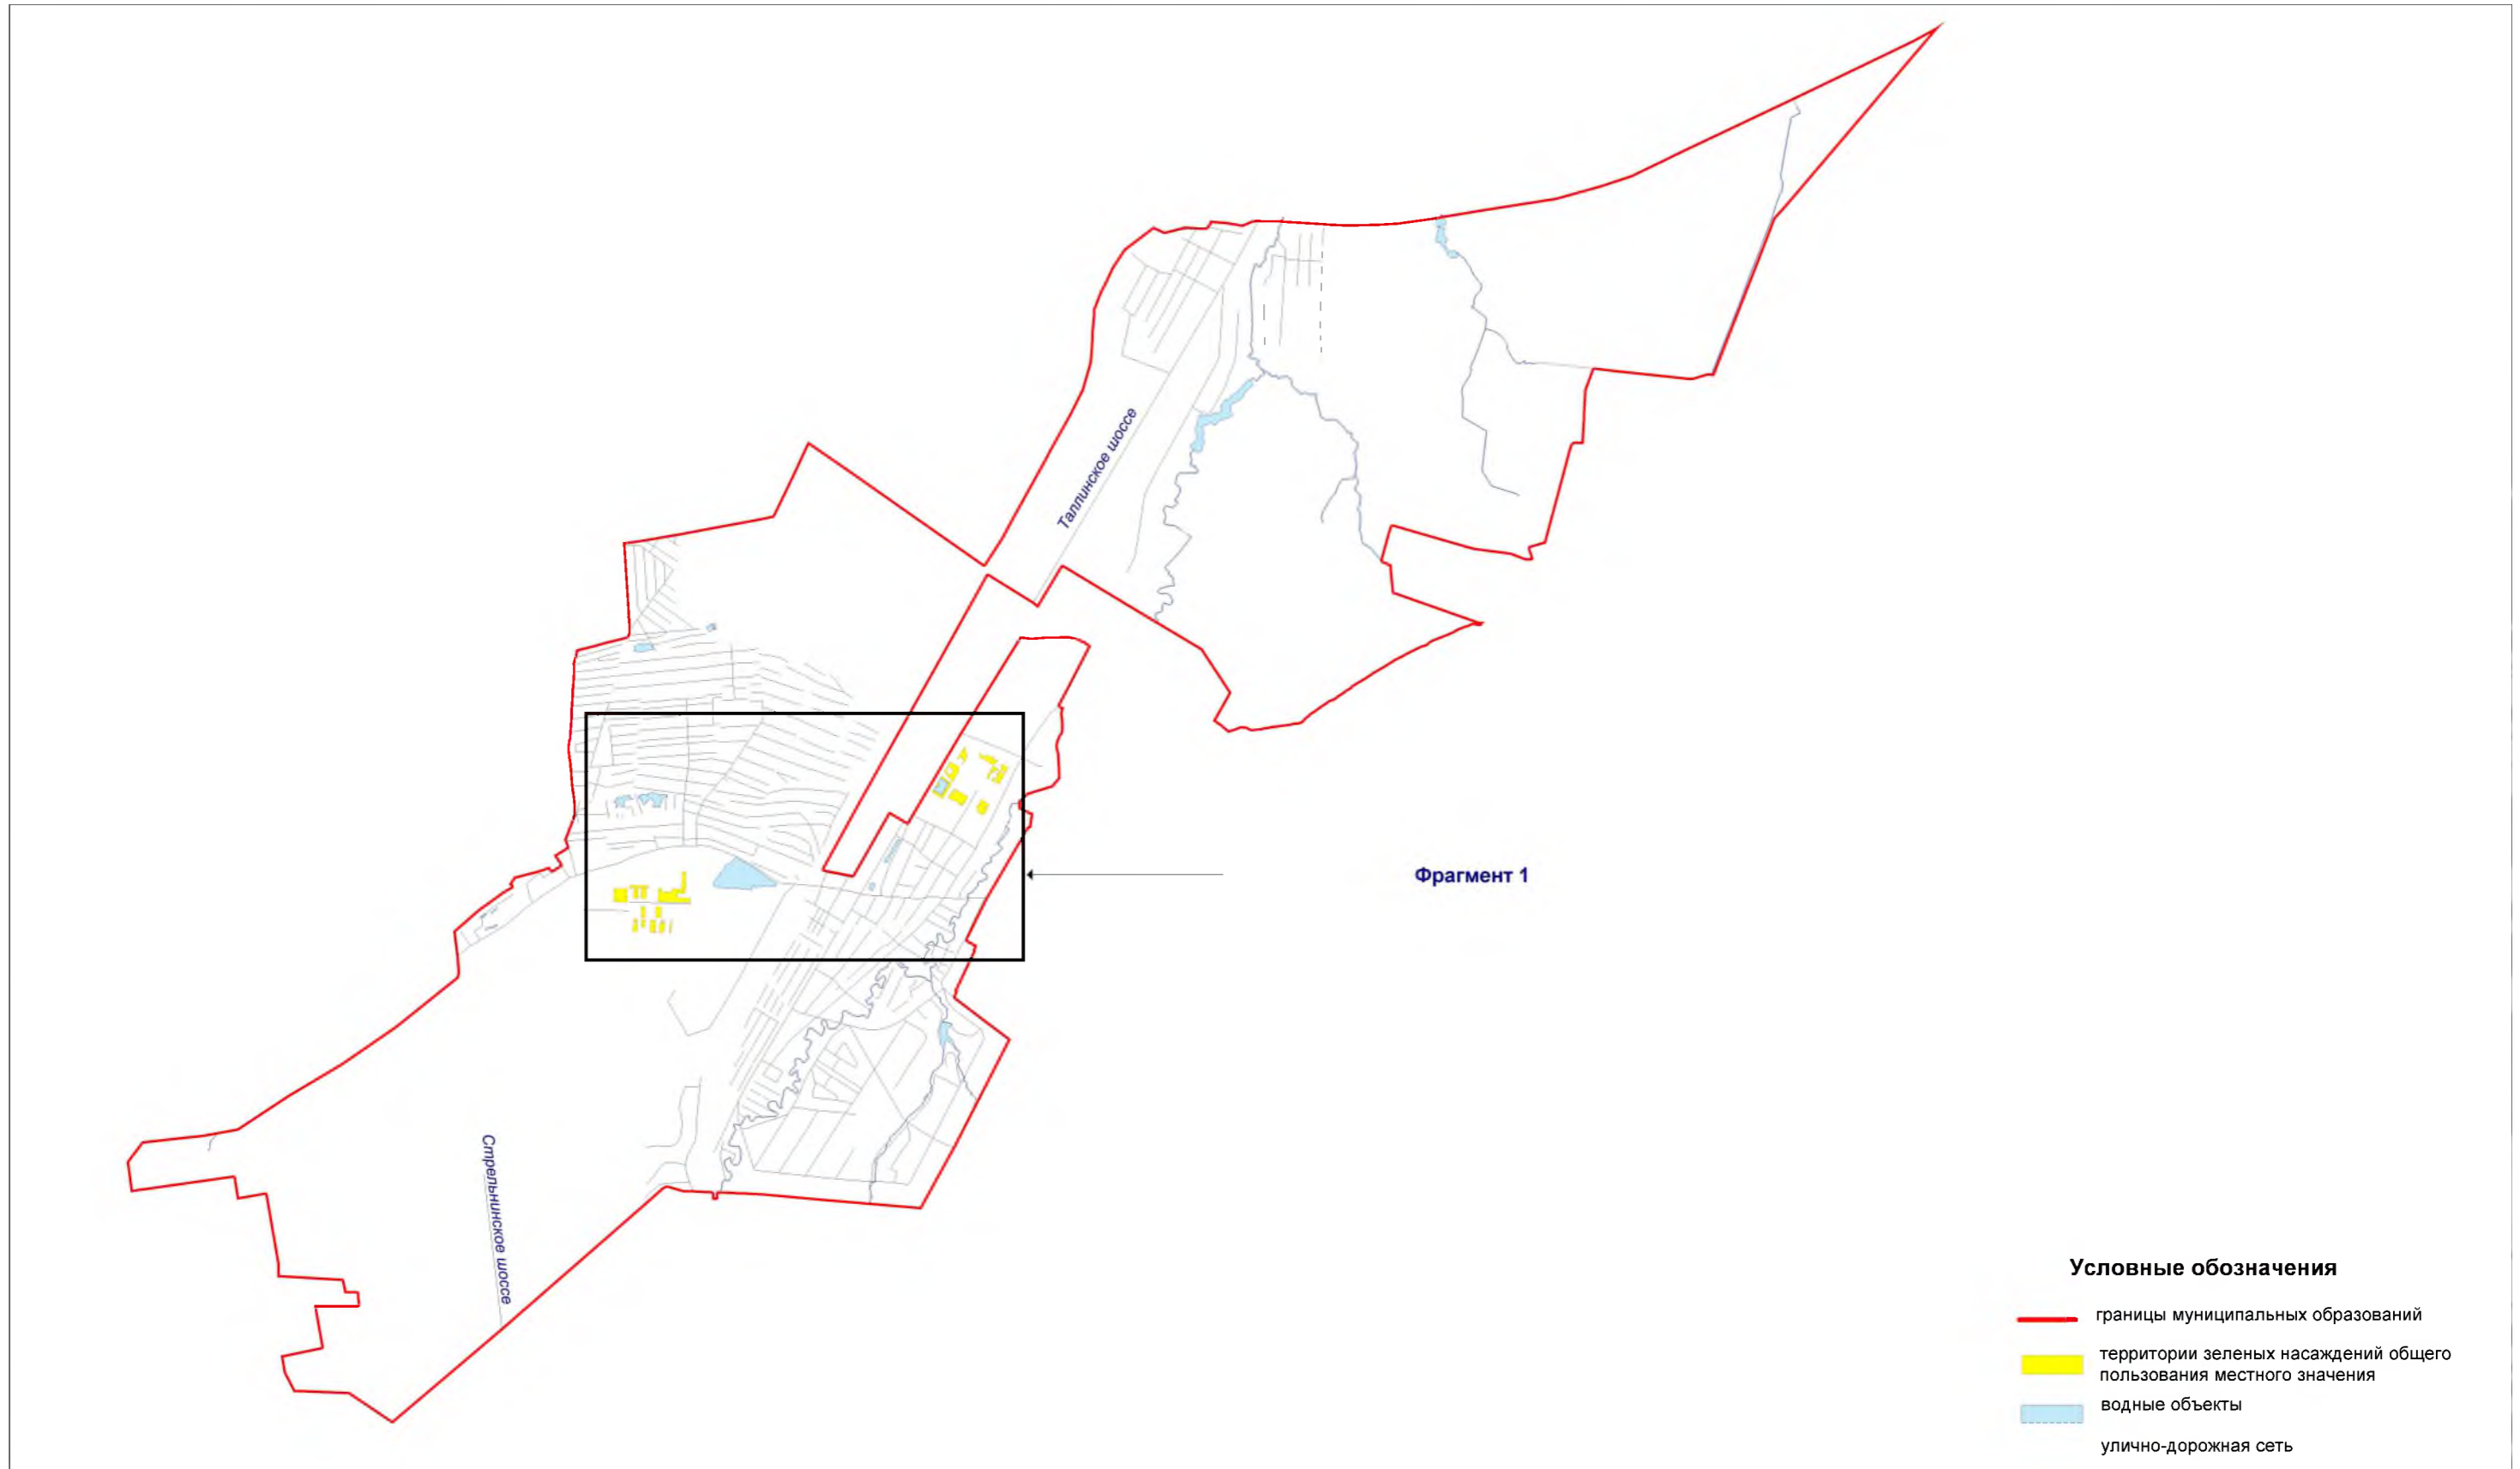 Таллинское шоссе
Фрагмент 1
Стрельнинское шоссе
Условные обозначения
границы муниципальных образований
территории зеленых насаждений общего
пользования местного значения
водные объекты
улично-дорожная сеть